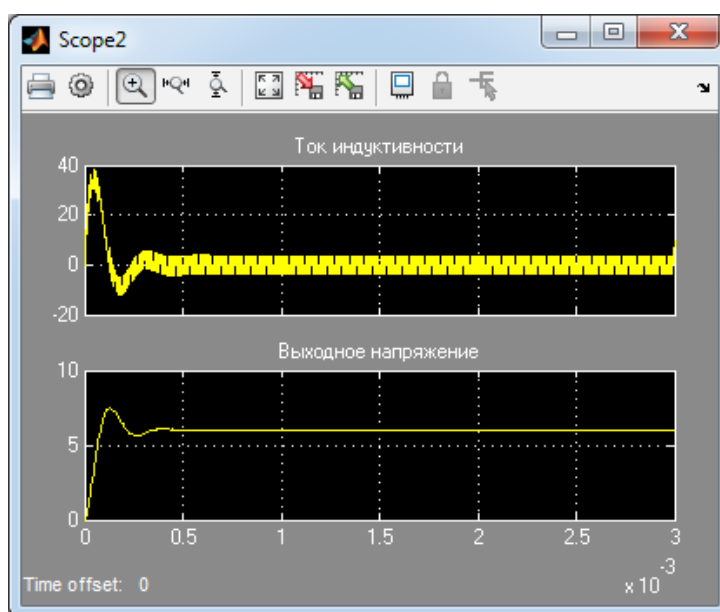 Scope2
Ток индуктивности
40
20
0
-20
Выходное напряжение
10
5
0
0 0.5 1 1.5 2 2.5 3
-3
x 10
Time offset: 0